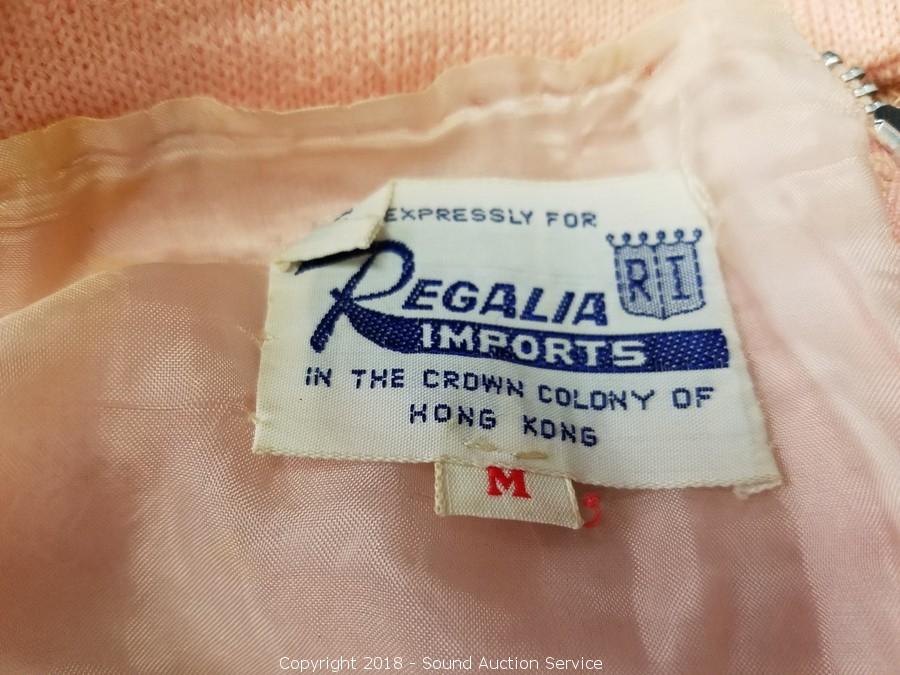 EXPRESSLY FOR
RI
REGALIA
IMPORTS
IN THE CROWN COLONY OF
HONG KONG
M
Copyright 2018 - Sound Auction Service